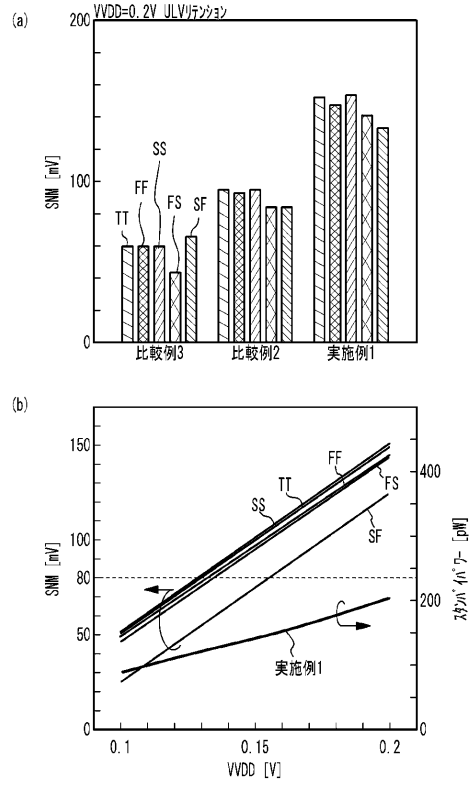 (a)
VVDD=0.2V ULVリテンション
200
SNM [mV]
100
0
TT
FF
SS
FS
SF
比較例3
比較例2
実施例1
(b)
150
100
80
50
0
SNM [mV]
400
200
0
スタンバイパワー [pW]
SS
TT
FF
FS
SF
実施例1
0.1
0.15
0.2
VVDD [V]